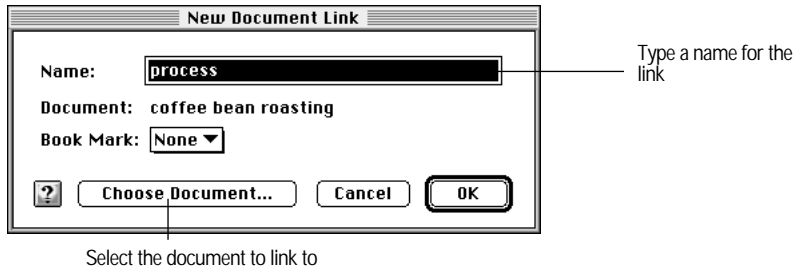 New Document Link
Name: process
Type a name for the
link
Document: coffee bean roasting
Book Mark: None
? Choose Document... Cancel OK
Select the document to link to